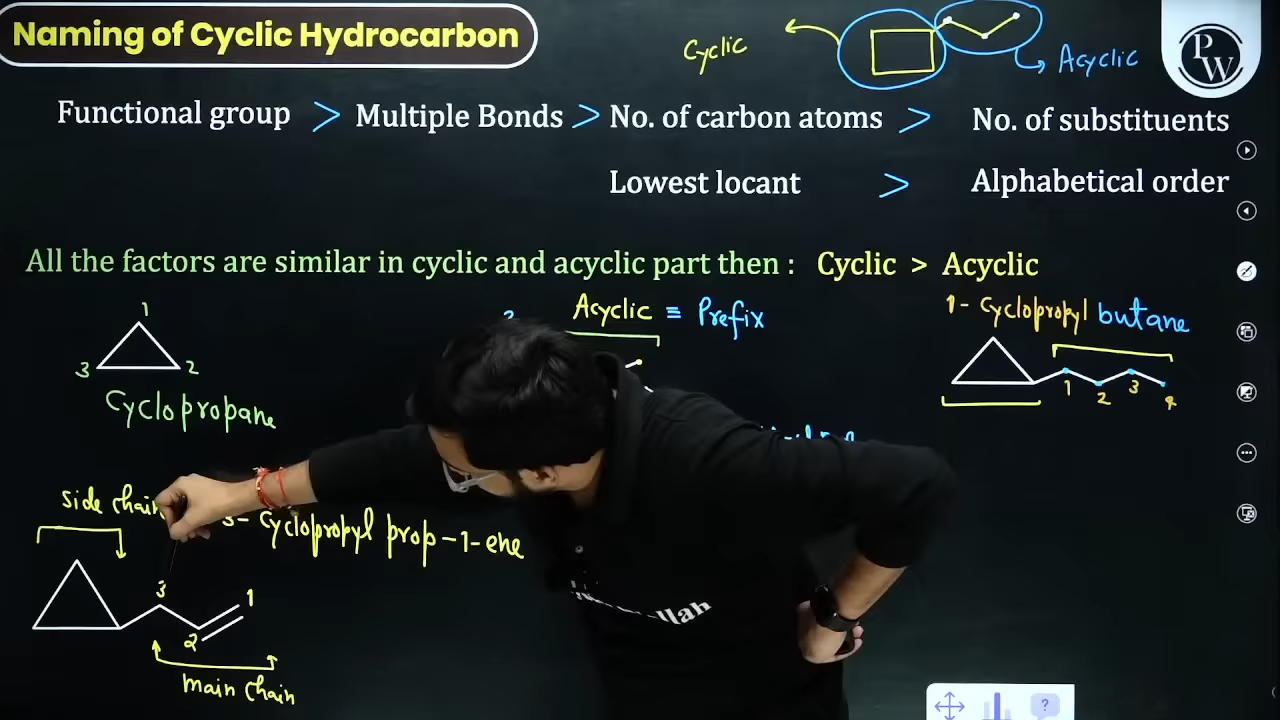 Naming of Cyclic Hydrocarbon
Cyclic
Acyclic
PW
Functional group > Multiple Bonds > No. of carbon atoms > No. of substituents
Lowest locant > Alphabetical order
All the factors are similar in cyclic and acyclic part then : Cyclic > Acyclic
1
3 2
Cyclopropane
Acyclic ≡ Prefix
1- Cyclopropyl butane
1 2 3 4
Side chain
3- Cyclopropyl prop-1-ene
3 2 1
main chain
?